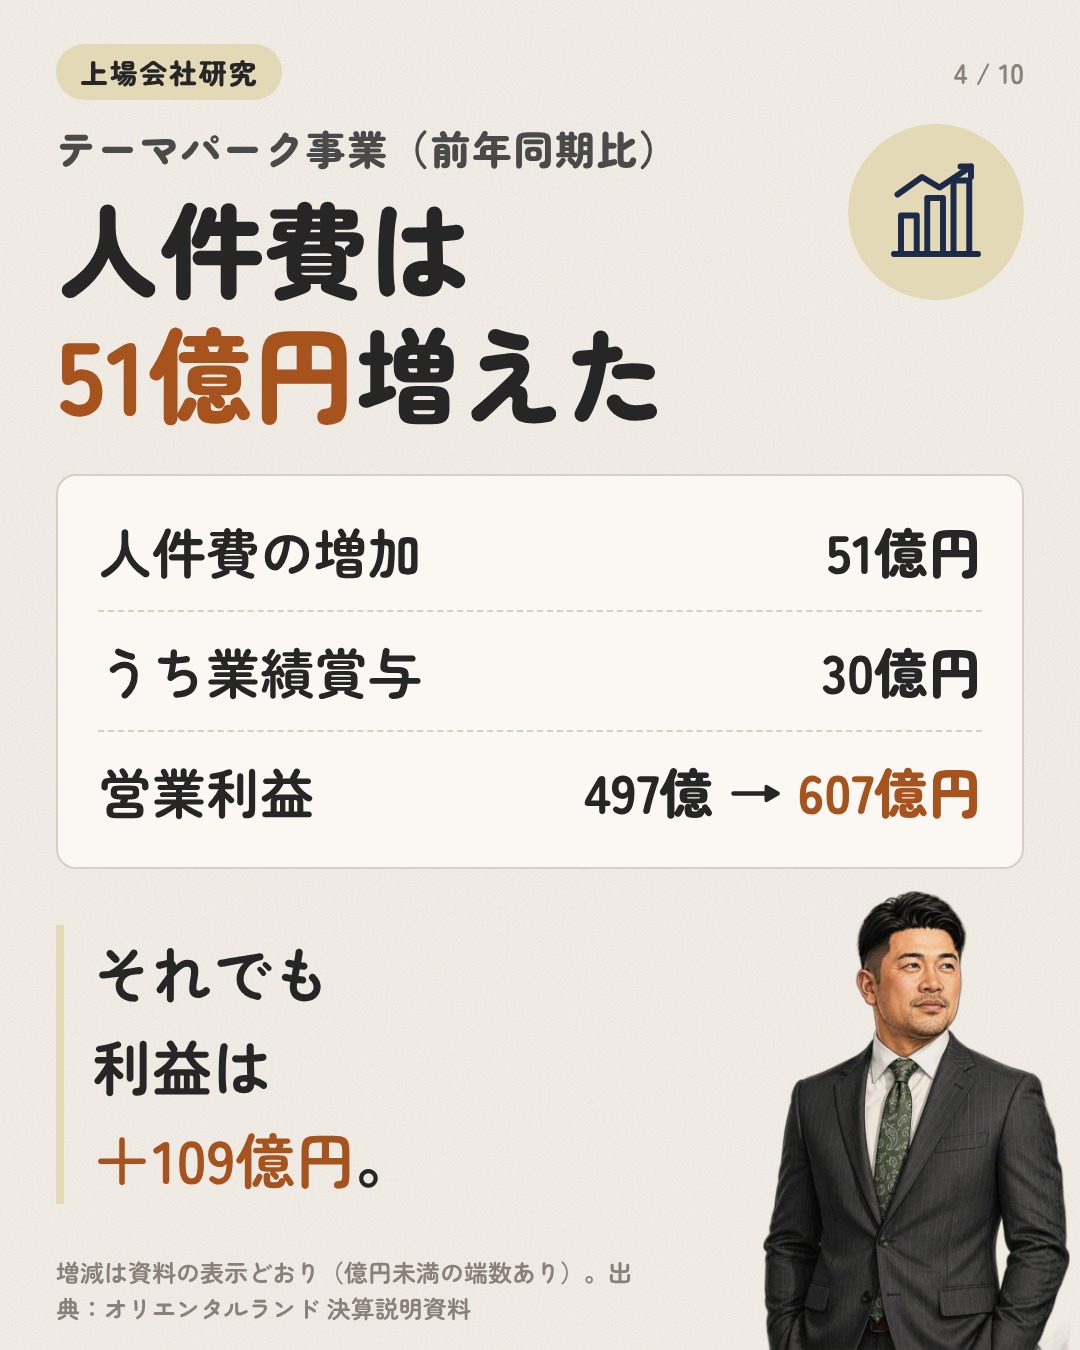 上場会社研究
4 / 10
テーマパーク事業（前年同期比）
人件費は
51億円増えた
人件費の増加 51億円
うち業績賞与 30億円
営業利益 497億 → 607億円
それでも
利益は
＋109億円。
増減は資料の表示どおり（億円未満の端数あり）。出
典：オリエンタルランド 決算説明資料